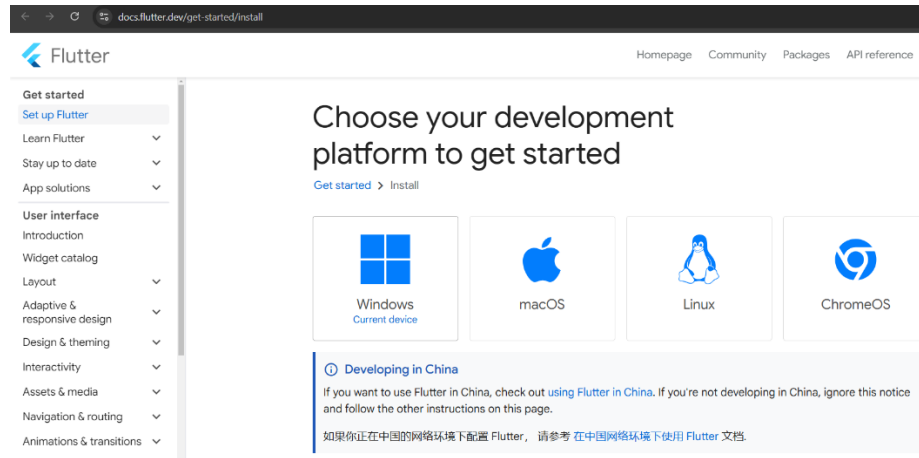 docs.flutter.dev/get-started/install
Flutter
Homepage Community Packages API reference
Get started
Set up Flutter
Learn Flutter
Stay up to date
App solutions
User interface
Introduction
Widget catalog
Layout
Adaptive &
responsive design
Design & theming
Interactivity
Assets & media
Navigation & routing
Animations & transitions
Choose your development
platform to get started
Get started > Install
Windows
Current device
macOS
Linux
ChromeOS
Developing in China
If you want to use Flutter in China, check out using Flutter in China. If you're not developing in China, ignore this notice
and follow the other instructions on this page.
如果你正在中国的网络环境下配置 Flutter， 请参考 在中国网络环境下使用 Flutter 文档.